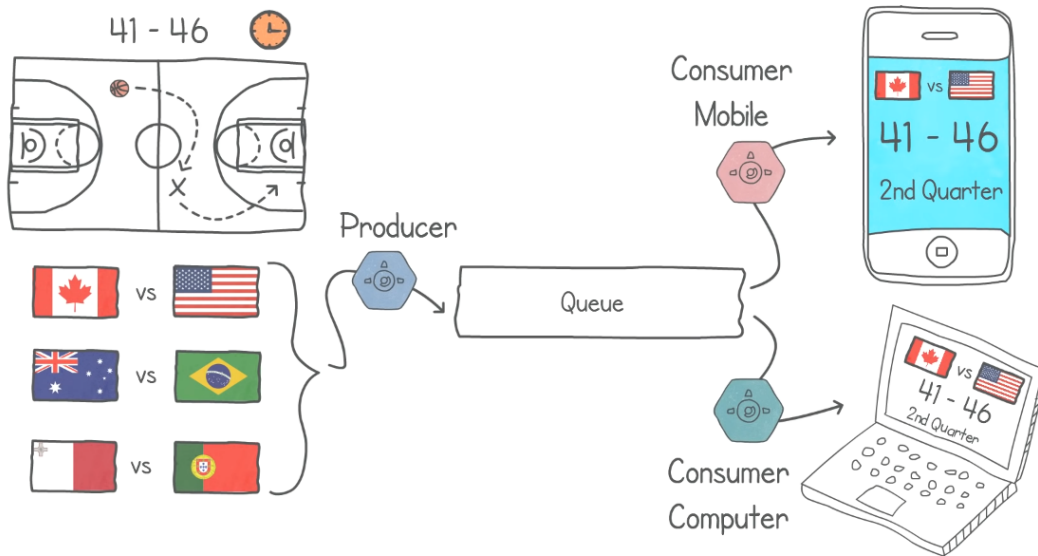 41 - 46
vs
vs
vs
Producer
Queue
Consumer
Mobile
vs
41 - 46
2nd Quarter
Consumer
Computer
vs
41 - 46
2nd Quarter